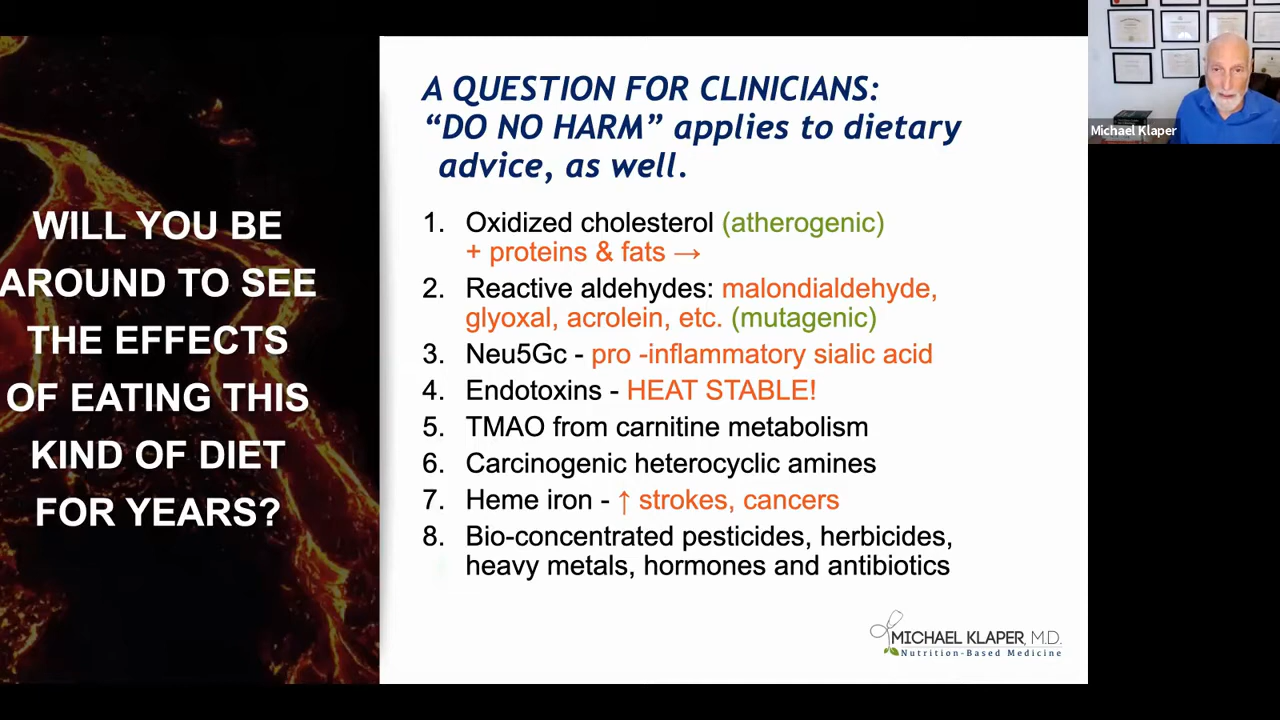 WILL YOU BE
AROUND TO SEE
THE EFFECTS
OF EATING THIS
KIND OF DIET
FOR YEARS?
A QUESTION FOR CLINICIANS:
“DO NO HARM” applies to dietary
advice, as well.
1. Oxidized cholesterol (atherogenic)
+ proteins & fats →
2. Reactive aldehydes: malondialdehyde,
glyoxal, acrolein, etc. (mutagenic)
3. Neu5Gc - pro -inflammatory sialic acid
4. Endotoxins - HEAT STABLE!
5. TMAO from carnitine metabolism
6. Carcinogenic heterocyclic amines
7. Heme iron - ↑ strokes, cancers
8. Bio-concentrated pesticides, herbicides,
heavy metals, hormones and antibiotics
MICHAEL KLAPER, M.D.
Nutrition-Based Medicine
Michael Klaper